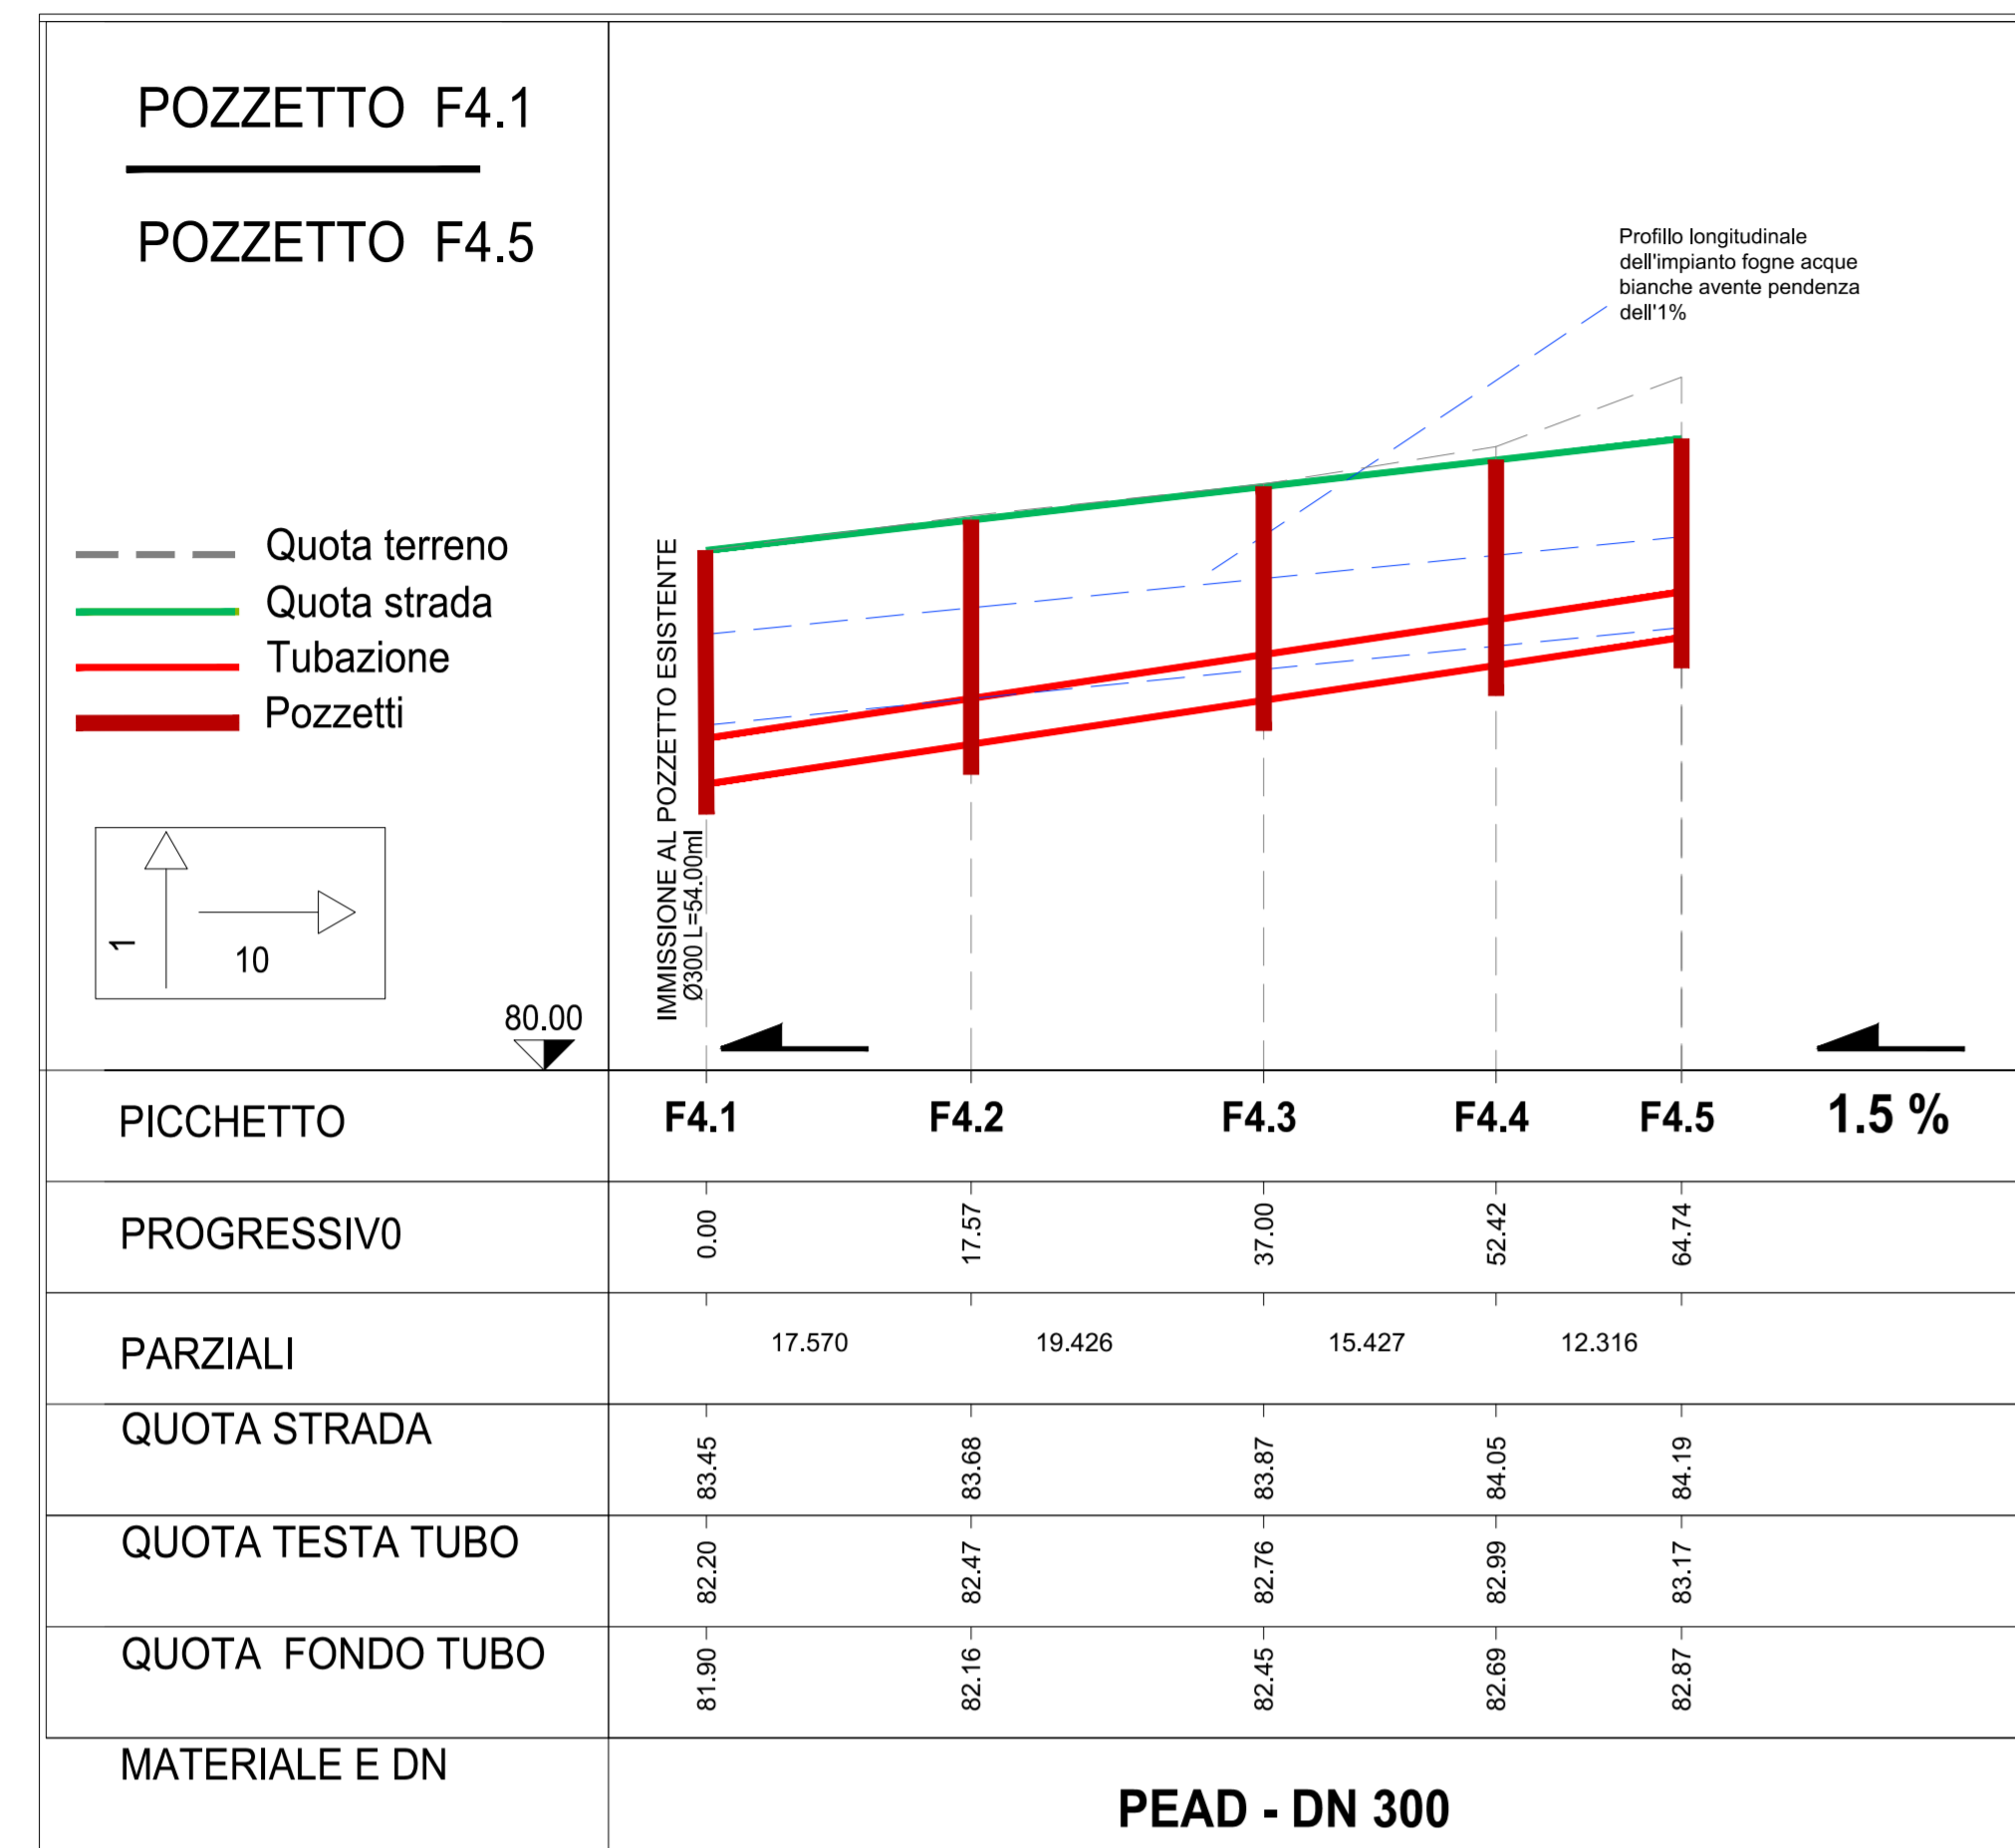 POZZETTO F4.1
POZZETTO F4.5
Profillo longitudinale
dell'impianto fogne acque
bianche avente pendenza
dell'1%
Quota terreno
Quota strada
Tubazione
Pozzetti
1
10
80.00
IMMISSIONE AL POZZETTO ESISTENTE
Ø300 L=54.00ml
PICCHETTO F4.1 F4.2 F4.3 F4.4 F4.5 1.5 %
PROGRESSIV0 0.00 17.57 37.00 52.42 64.74
PARZIALI 17.570 19.426 15.427 12.316
QUOTA STRADA 83.45 83.68 83.87 84.05 84.19
QUOTA TESTA TUBO 82.20 82.47 82.76 82.99 83.17
QUOTA FONDO TUBO 81.90 82.16 82.45 82.69 82.87
MATERIALE E DN
PEAD - DN 300